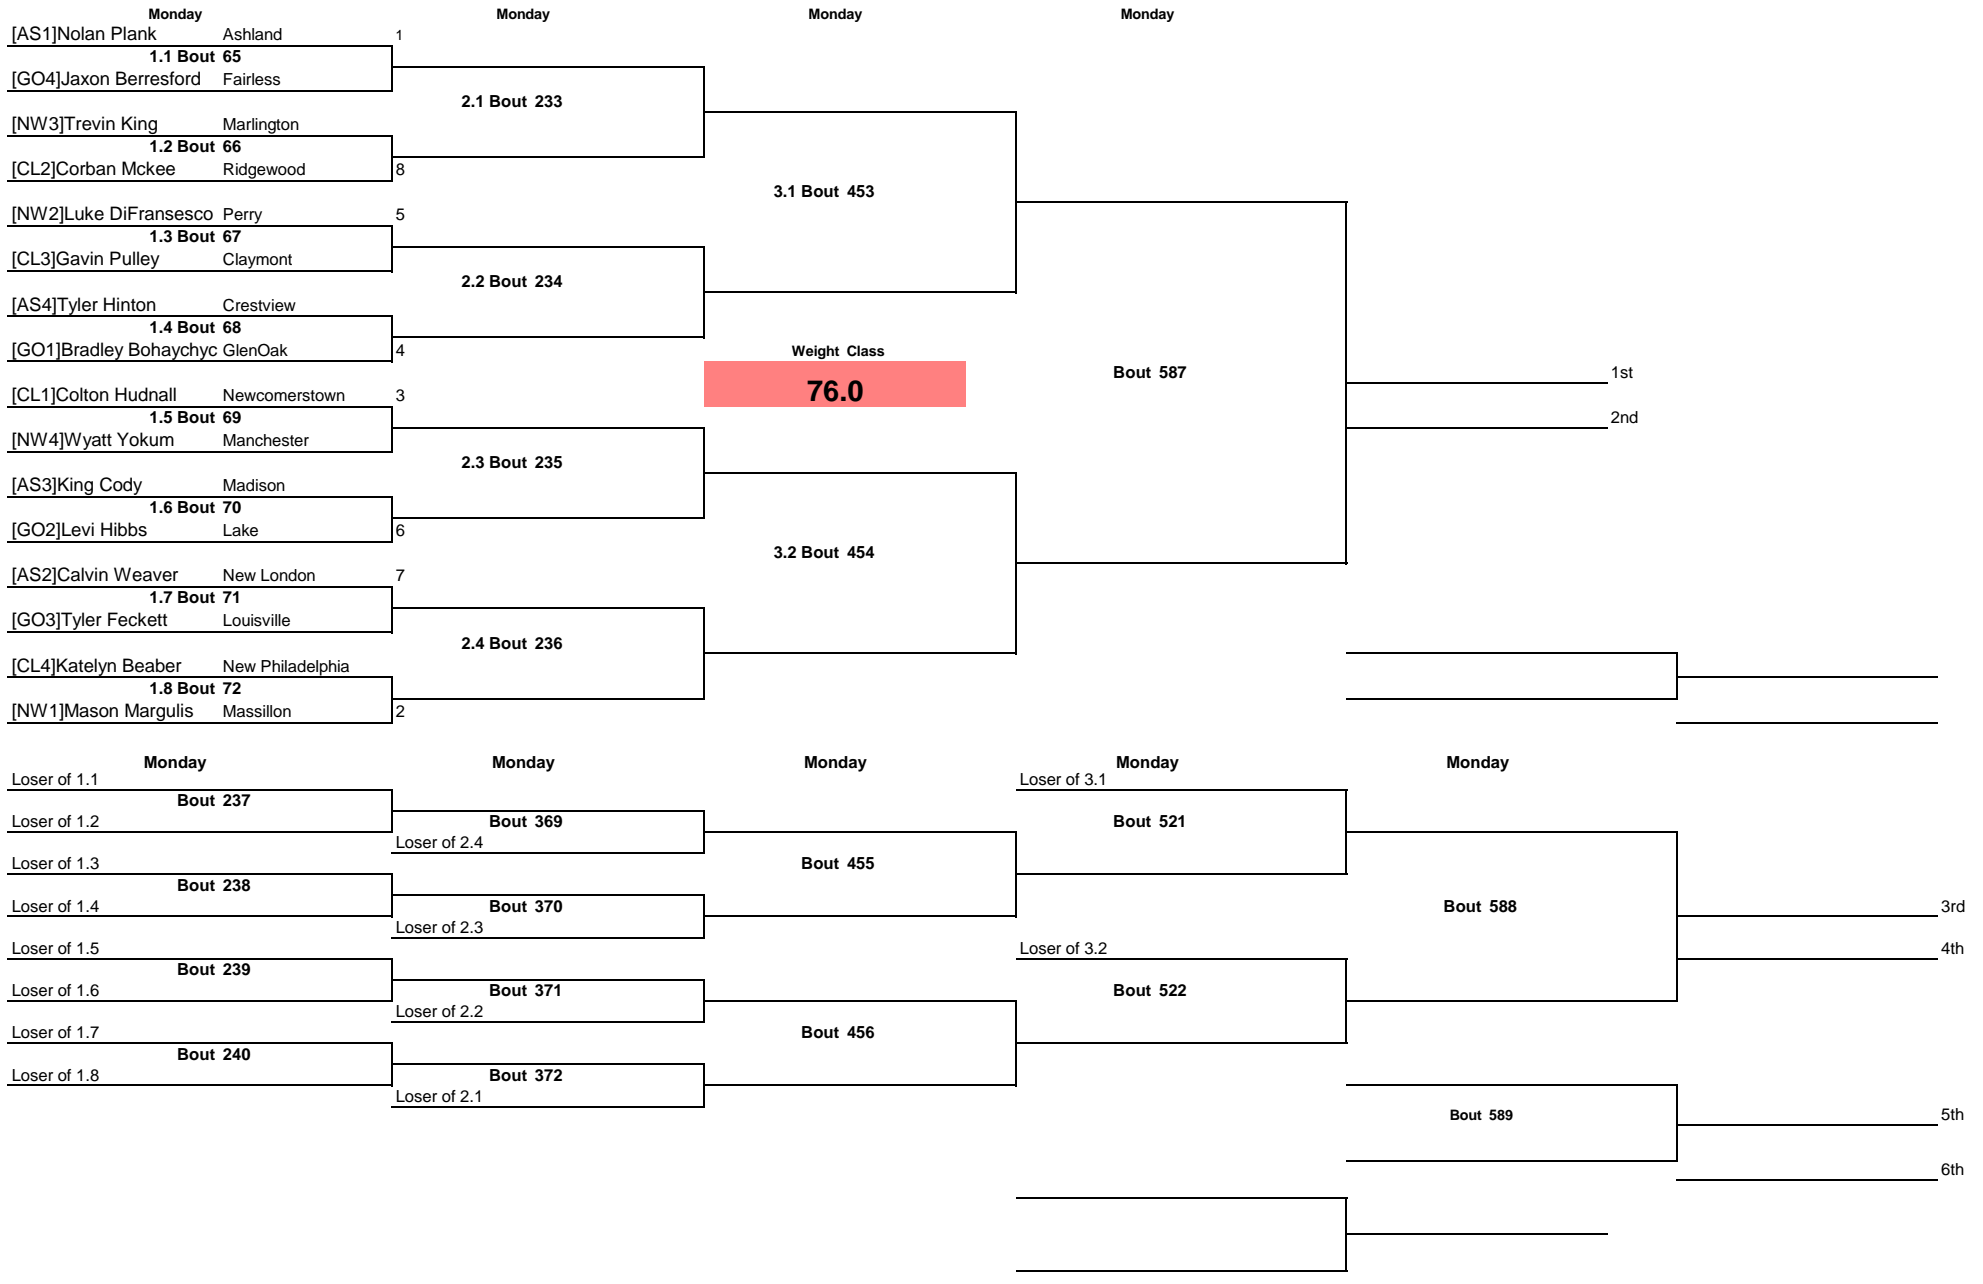 Monday Monday Monday Monday
[AS1]Nolan Plank Ashland 1
1.1 Bout 65
[GO4]Jaxon Berresford Fairless
2.1 Bout 233
[NW3]Trevin King Marlington
1.2 Bout 66
[CL2]Corban Mckee Ridgewood 8
3.1 Bout 453
[NW2]Luke DiFransesco Perry 5
1.3 Bout 67
[CL3]Gavin Pulley Claymont
2.2 Bout 234
[AS4]Tyler Hinton Crestview
1.4 Bout 68
[GO1]Bradley Bohaychyc GlenOak 4
Weight Class
Bout 587
1st
76.0
[CL1]Colton Hudnall Newcomerstown 3
1.5 Bout 69
2nd
[NW4]Wyatt Yokum Manchester
2.3 Bout 235
[AS3]King Cody Madison
1.6 Bout 70
[GO2]Levi Hibbs Lake 6
3.2 Bout 454
[AS2]Calvin Weaver New London 7
1.7 Bout 71
[GO3]Tyler Feckett Louisville
2.4 Bout 236
[CL4]Katelyn Beaber New Philadelphia
1.8 Bout 72
[NW1]Mason Margulis Massillon 2
Monday Monday Monday Monday Monday
Loser of 1.1 Loser of 3.1
Bout 237
Loser of 1.2 Bout 369 Bout 521
Loser of 2.4
Loser of 1.3 Bout 455
Bout 238
Loser of 1.4 Bout 370 Bout 588 3rd
Loser of 2.3
Loser of 1.5 Loser of 3.2 4th
Bout 239
Loser of 1.6 Bout 371 Bout 522
Loser of 2.2
Loser of 1.7 Bout 456
Bout 240
Loser of 1.8 Bout 372
Loser of 2.1
Bout 589 5th
6th